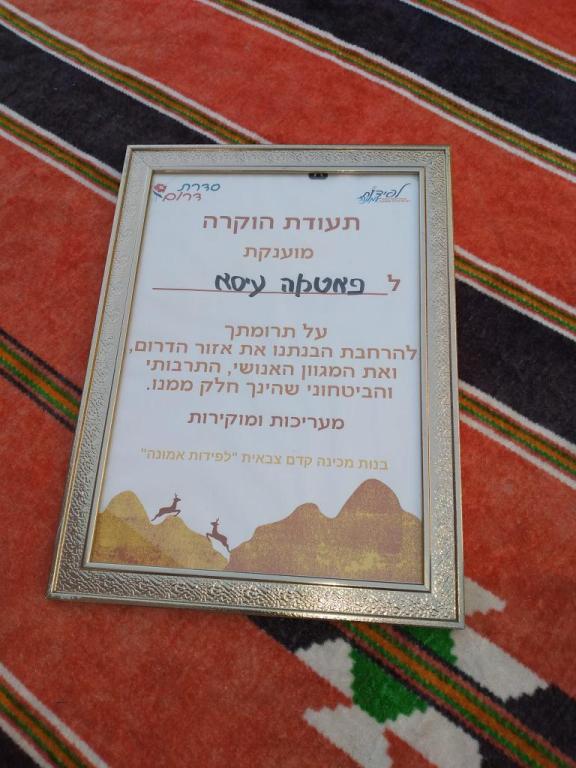 סדרת
דרום
לפידות
תעודת הוקרה
מוענקת
ל פאטמה עיסא
על תרומתך
להרחבת הבנתנו את אזור הדרום,
ואת המגוון האנושי, התרבותי
והביטחוני שהינך חלק ממנו.
מעריכות ומוקירות
בנות מכינה קדם צבאית "לפידות אמונה"